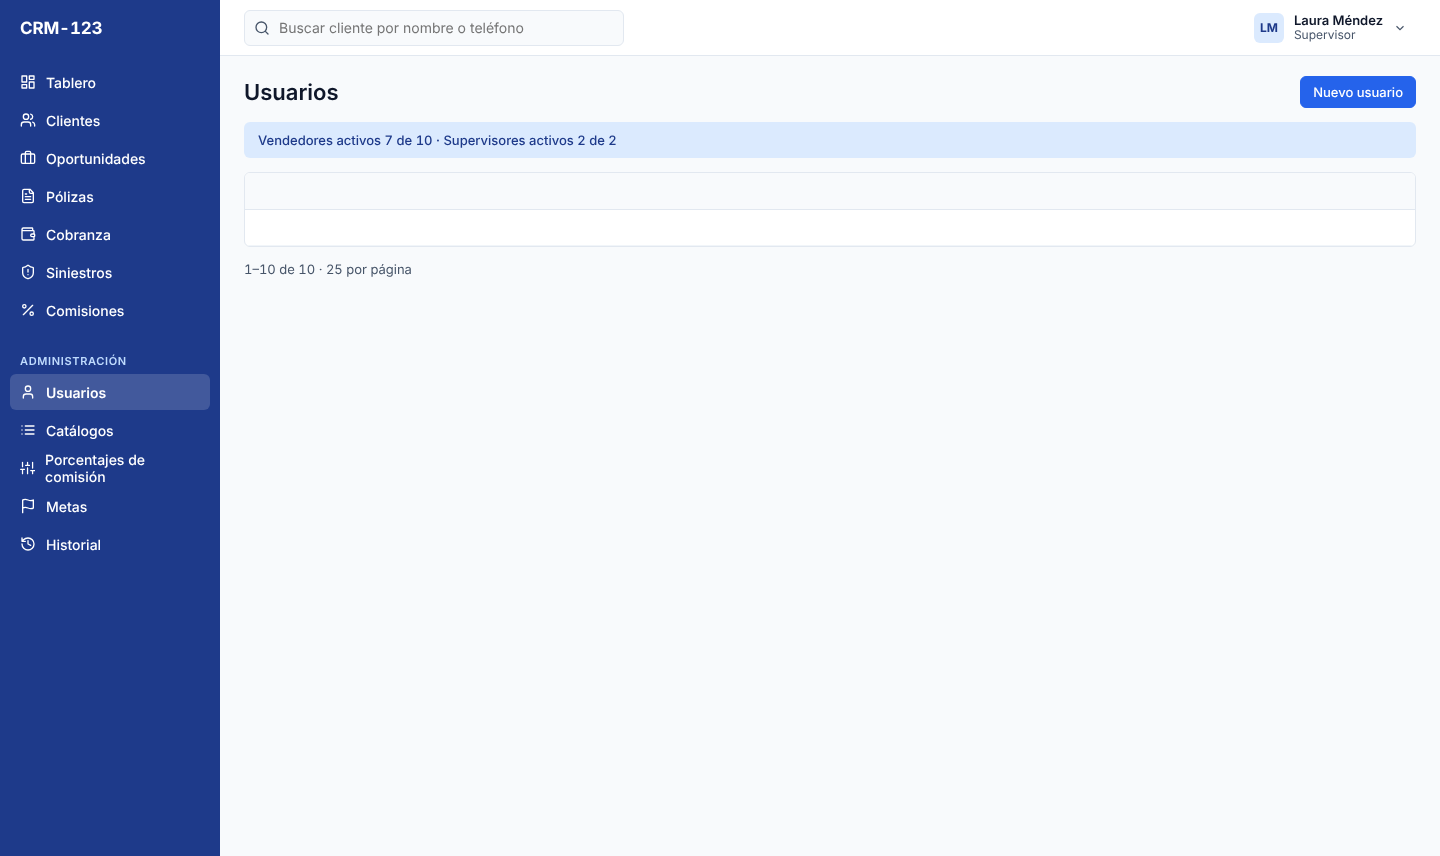 CRM-123
Buscar cliente por nombre o teléfono
LM
Laura Méndez
Supervisor
Tablero
Clientes
Oportunidades
Pólizas
Cobranza
Siniestros
Comisiones
ADMINISTRACIÓN
Usuarios
Catálogos
Porcentajes de
comisión
Metas
Historial
Usuarios
Nuevo usuario
Vendedores activos 7 de 10 · Supervisores activos 2 de 2
1–10 de 10 · 25 por página